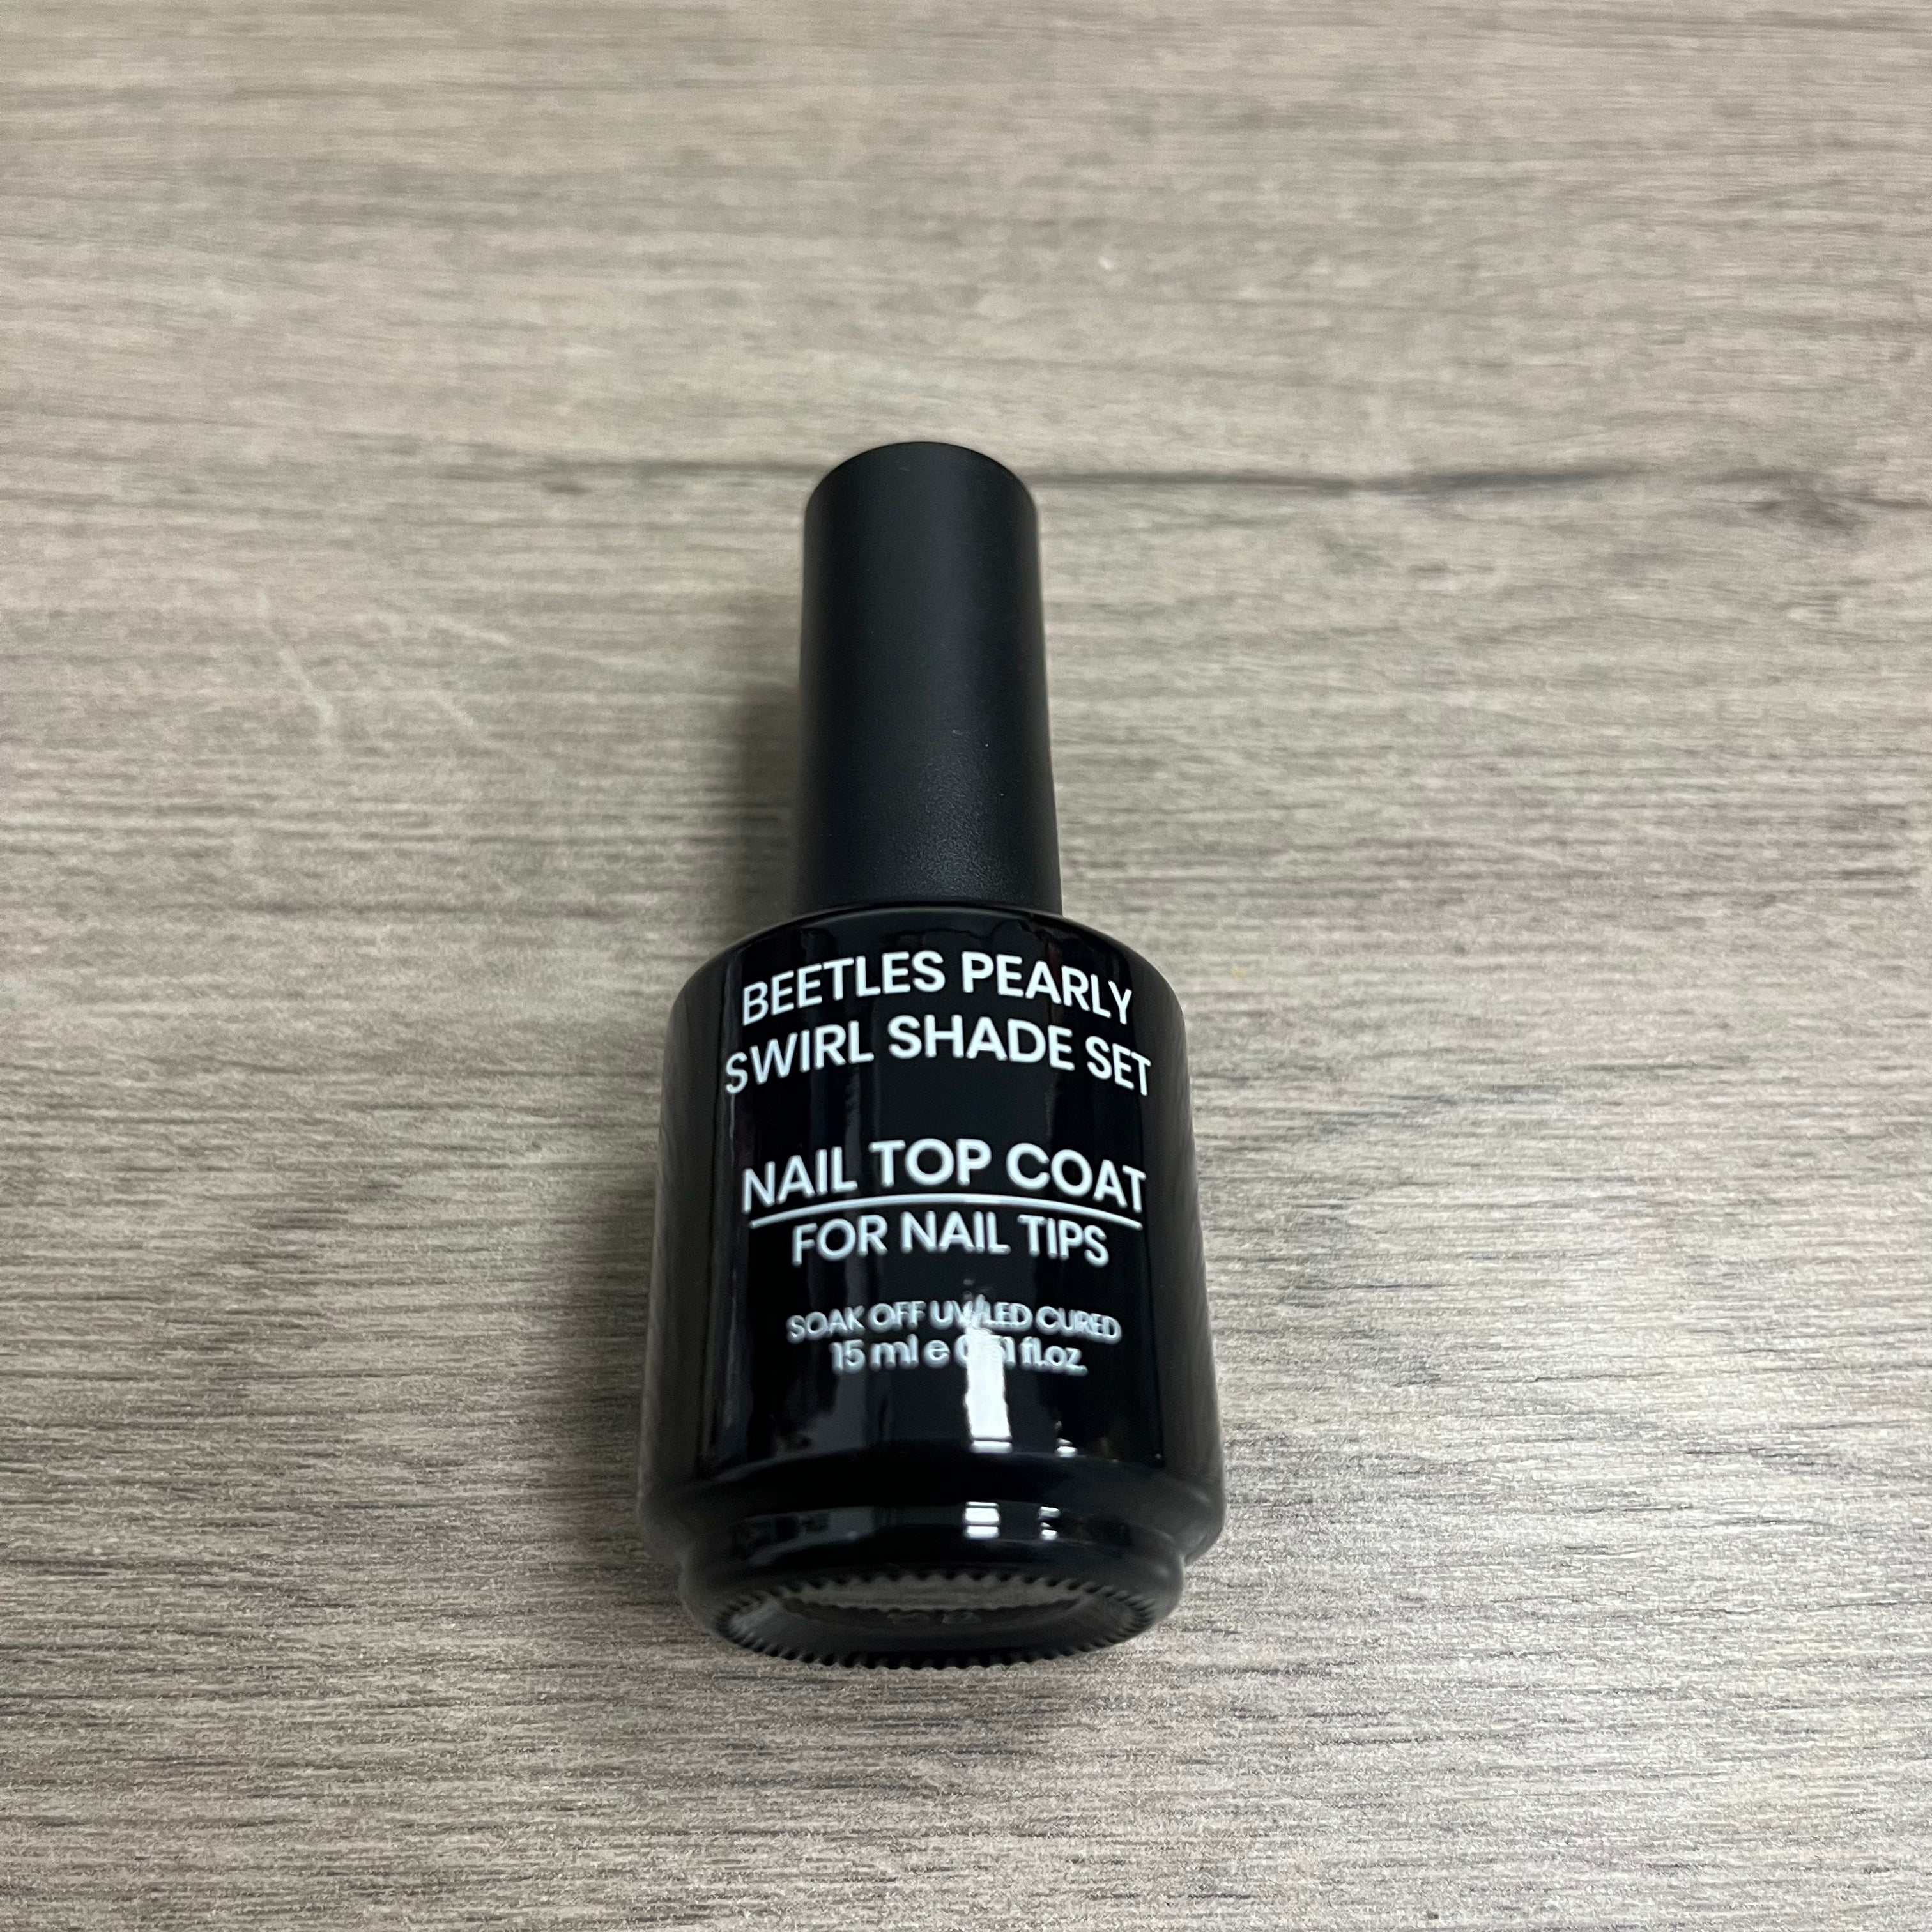 BEETLES PEARLY
SWIRL SHADE SET
NAIL TOP COAT
FOR NAIL TIPS
SOAK OFF UV/LED CURED
15 ml e fl.oz.